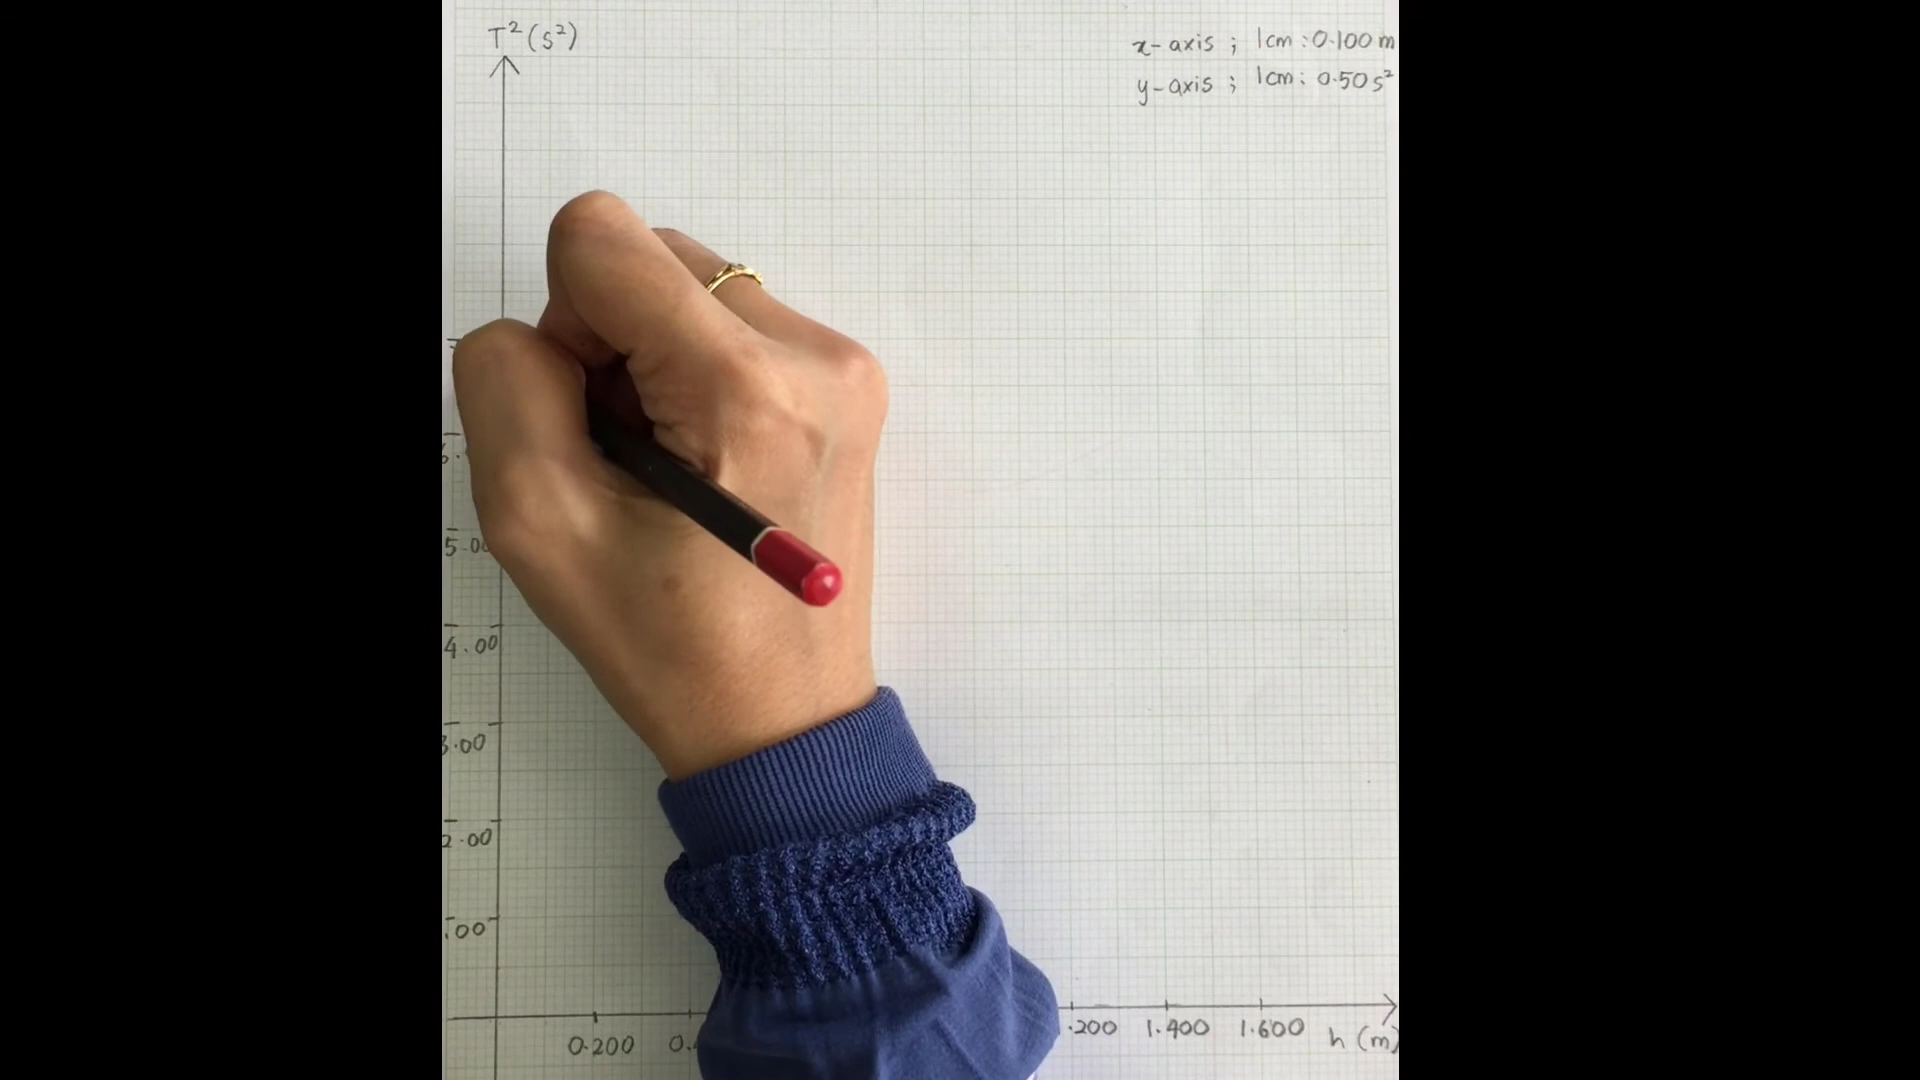 T² (s²)
x-axis ; 1cm : 0.100 m
y-axis ; 1cm : 0.50 s²
5.00
4.00
3.00
2.00
.00
0.200
.200 1.400 1.600 h (m)